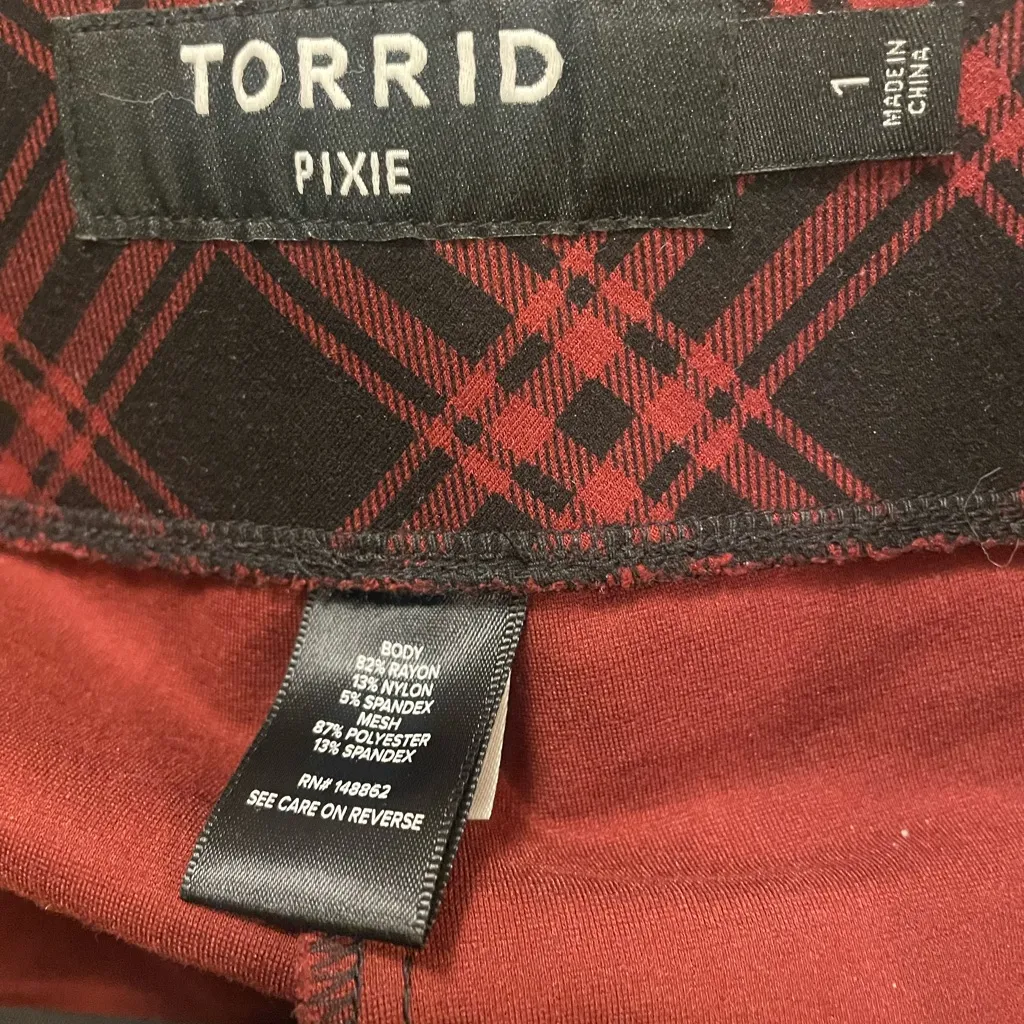 TORRID
PIXIE
1
MADE IN
CHINA
BODY
82% RAYON
13% NYLON
5% SPANDEX
MESH
87% POLYESTER
13% SPANDEX
RN# 148862
SEE CARE ON REVERSE